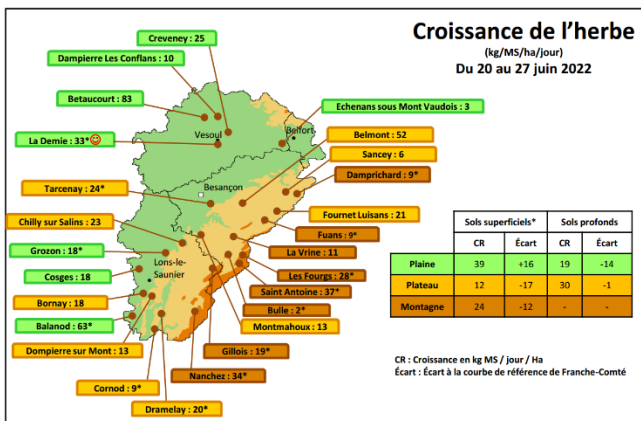 Croissance de l'herbe
(kg/MS/ha/jour)
Du 20 au 27 juin 2022
Creveney : 25
Dampierre Les Conflans : 10
Betaucourt : 83
La Demie : 33*
Echenans sous Mont Vaudois : 3
Belmont : 52
Sancey : 6
Damprichard : 9*
Tarcenay : 24*
Chilly sur Salins : 23
Grozon : 18*
Cosges : 18
Bornay : 18
Balanod : 63*
Dompierre sur Mont : 13
Cornod : 9*
Dramelay : 20*
Fournet Luisans : 21
Fuans : 9*
La Vrine : 11
Les Fourgs : 28*
Saint Antoine : 37*
Bulle : 2*
Montmahoux : 13
Gillois : 19*
Nanchez : 34*
Vesoul
Belfort
Besançon
Lons-le-
Saunier
Sols superficiels* Sols profonds
CR Écart CR Écart
Plaine 39 +16 19 -14
Plateau 12 -17 30 -1
Montagne 24 -12 - -
CR : Croissance en kg MS / jour / Ha
Écart : Écart à la courbe de référence de Franche-Comté